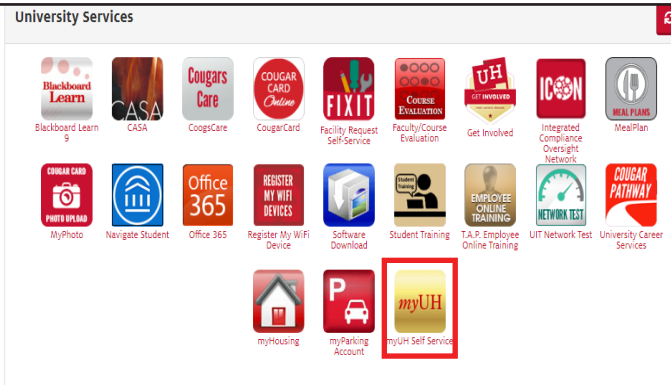 University Services
Blackboard
Learn
CASA
Cougars
Care
COUGAR
CARD
Online
FIXIT
COURSE
EVALUATION
UH
GET INVOLVED
ICON
MEAL PLANS
Blackboard Learn
9
CASA
CoogsCare
CougarCard
Facility Request
Self-Service
Faculty/Course
Evaluation
Get Involved
Integrated
Compliance
Oversight
Network
MealPlan
COUGAR CARD
PHOTO UPLOAD
Office
365
REGISTER
MY WIFI
DEVICES
Student
Training
EMPLOYEE
ONLINE
TRAINING
NETWORK TEST
COUGAR
PATHWAY
MyPhoto
Navigate Student
Office 365
Register My WiFi
Device
Software
Download
Student Training
T.A.P. Employee
Online Training
UIT Network Test
University Career
Services
P
myUH
myHousing
myParking
Account
myUH Self Service